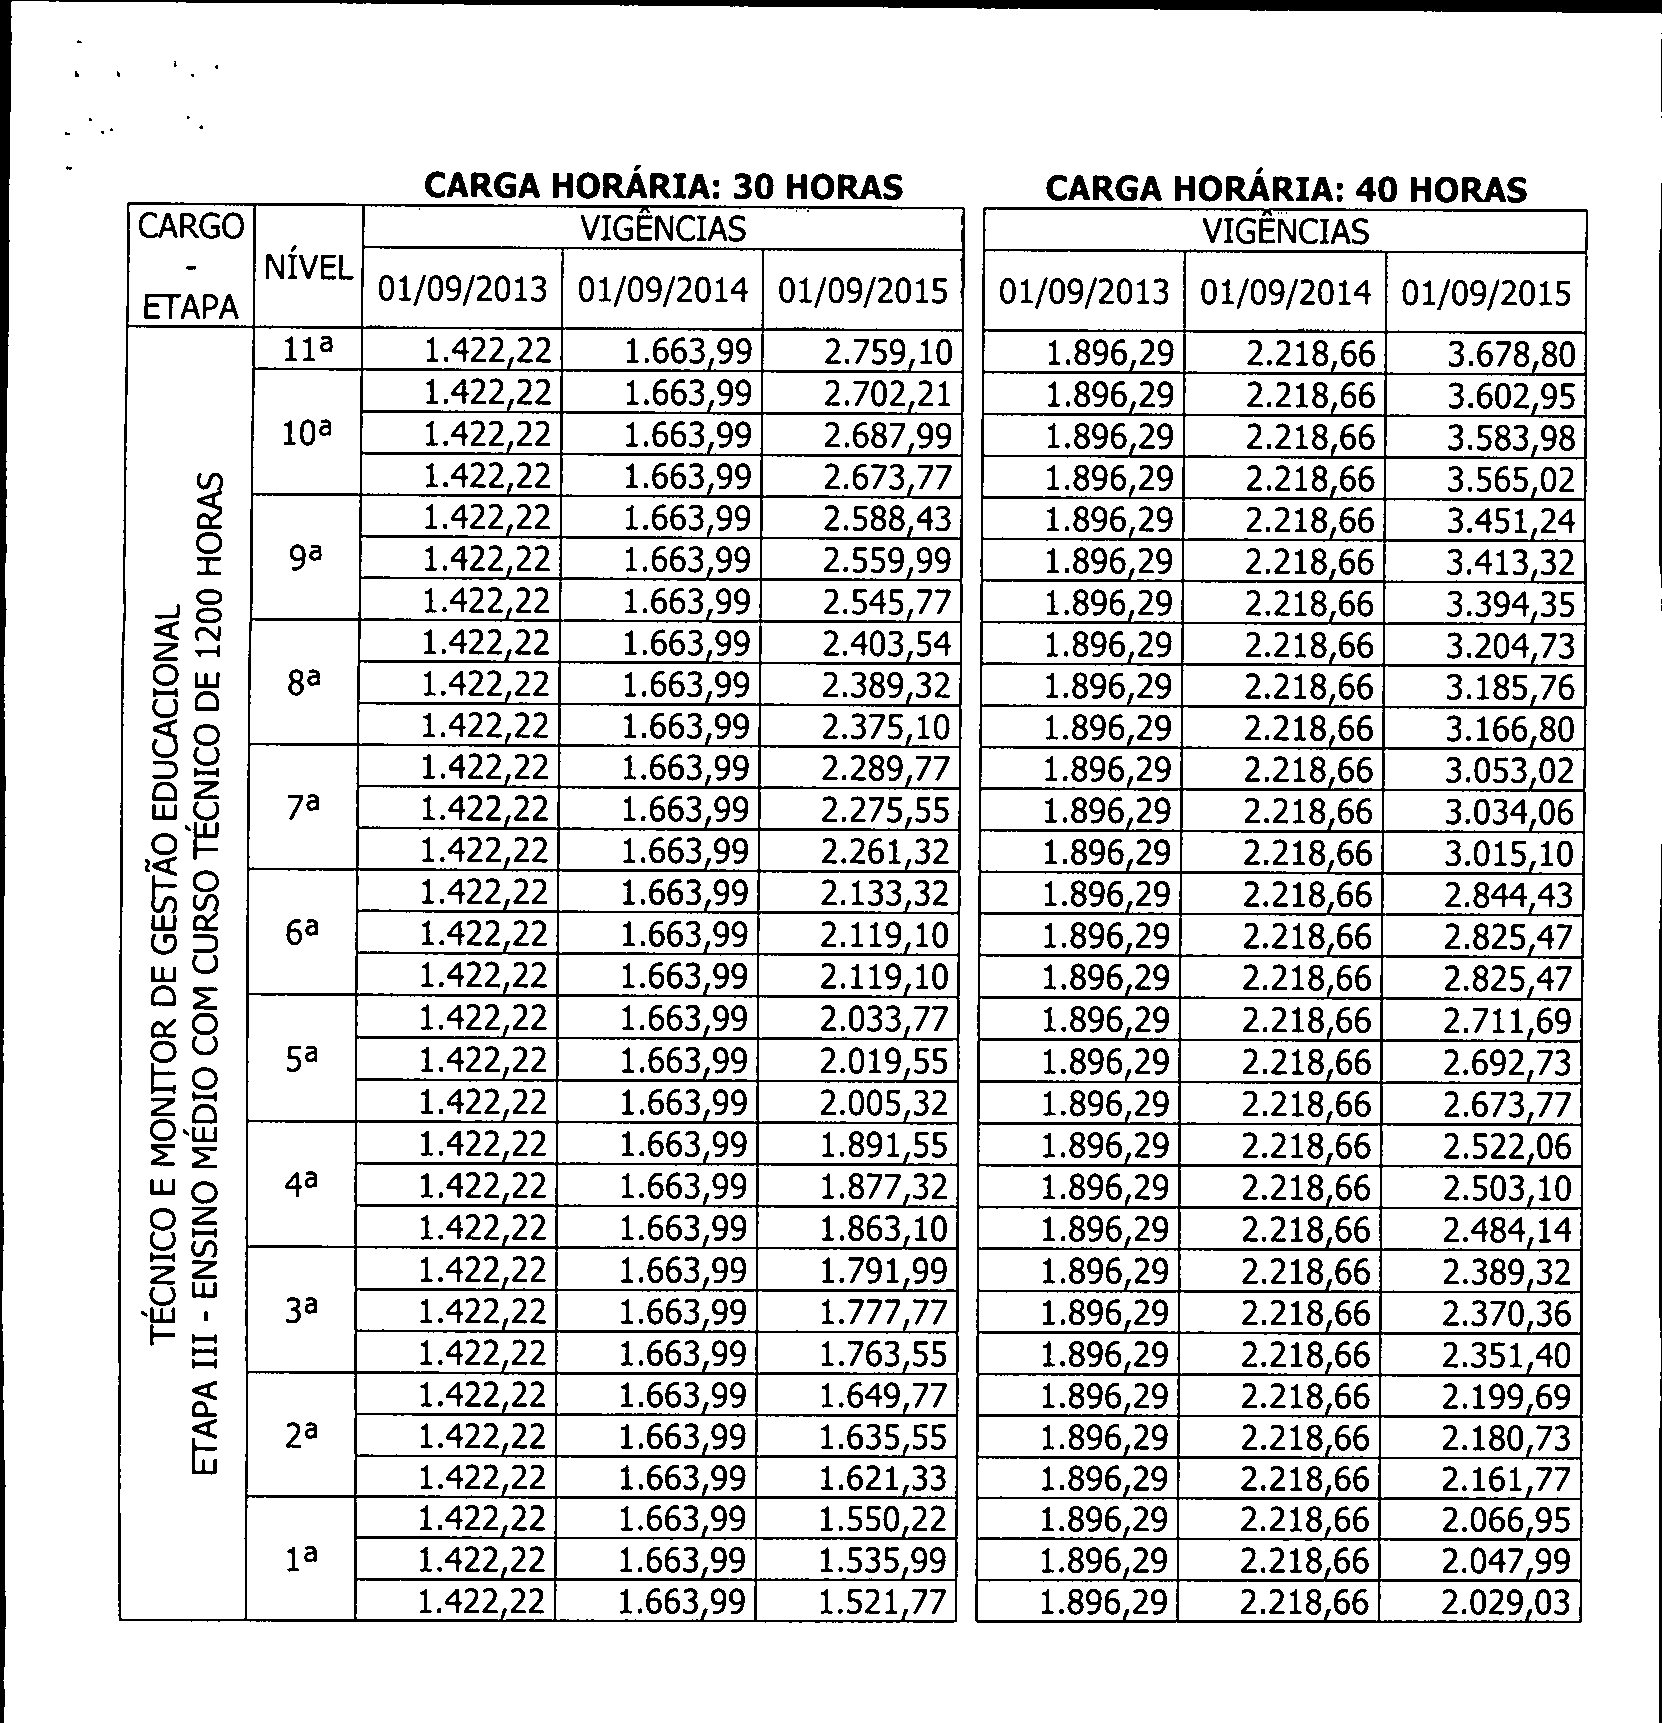 CARGA HORÁRIA: 30 HORAS CARGA HORÁRIA: 40 HORAS
CARGO - ETAPA NÍVEL VIGÊNCIAS VIGÊNCIAS
01/09/2013 01/09/2014 01/09/2015 01/09/2013 01/09/2014 01/09/2015
TÉCNICO E MONITOR DE GESTÃO EDUCACIONAL
ETAPA III - ENSINO MÉDIO COM CURSO TÉCNICO DE 1200 HORAS
11ª 1.422,22 1.663,99 2.759,10 1.896,29 2.218,66 3.678,80
1.422,22 1.663,99 2.702,21 1.896,29 2.218,66 3.602,95
10ª 1.422,22 1.663,99 2.687,99 1.896,29 2.218,66 3.583,98
1.422,22 1.663,99 2.673,77 1.896,29 2.218,66 3.565,02
1.422,22 1.663,99 2.588,43 1.896,29 2.218,66 3.451,24
9ª 1.422,22 1.663,99 2.559,99 1.896,29 2.218,66 3.413,32
1.422,22 1.663,99 2.545,77 1.896,29 2.218,66 3.394,35
1.422,22 1.663,99 2.403,54 1.896,29 2.218,66 3.204,73
8ª 1.422,22 1.663,99 2.389,32 1.896,29 2.218,66 3.185,76
1.422,22 1.663,99 2.375,10 1.896,29 2.218,66 3.166,80
1.422,22 1.663,99 2.289,77 1.896,29 2.218,66 3.053,02
7ª 1.422,22 1.663,99 2.275,55 1.896,29 2.218,66 3.034,06
1.422,22 1.663,99 2.261,32 1.896,29 2.218,66 3.015,10
1.422,22 1.663,99 2.133,32 1.896,29 2.218,66 2.844,43
6ª 1.422,22 1.663,99 2.119,10 1.896,29 2.218,66 2.825,47
1.422,22 1.663,99 2.119,10 1.896,29 2.218,66 2.825,47
1.422,22 1.663,99 2.033,77 1.896,29 2.218,66 2.711,69
5ª 1.422,22 1.663,99 2.019,55 1.896,29 2.218,66 2.692,73
1.422,22 1.663,99 2.005,32 1.896,29 2.218,66 2.673,77
1.422,22 1.663,99 1.891,55 1.896,29 2.218,66 2.522,06
4ª 1.422,22 1.663,99 1.877,32 1.896,29 2.218,66 2.503,10
1.422,22 1.663,99 1.863,10 1.896,29 2.218,66 2.484,14
1.422,22 1.663,99 1.791,99 1.896,29 2.218,66 2.389,32
3ª 1.422,22 1.663,99 1.777,77 1.896,29 2.218,66 2.370,36
1.422,22 1.663,99 1.763,55 1.896,29 2.218,66 2.351,40
1.422,22 1.663,99 1.649,77 1.896,29 2.218,66 2.199,69
2ª 1.422,22 1.663,99 1.635,55 1.896,29 2.218,66 2.180,73
1.422,22 1.663,99 1.621,33 1.896,29 2.218,66 2.161,77
1.422,22 1.663,99 1.550,22 1.896,29 2.218,66 2.066,95
1ª 1.422,22 1.663,99 1.535,99 1.896,29 2.218,66 2.047,99
1.422,22 1.663,99 1.521,77 1.896,29 2.218,66 2.029,03